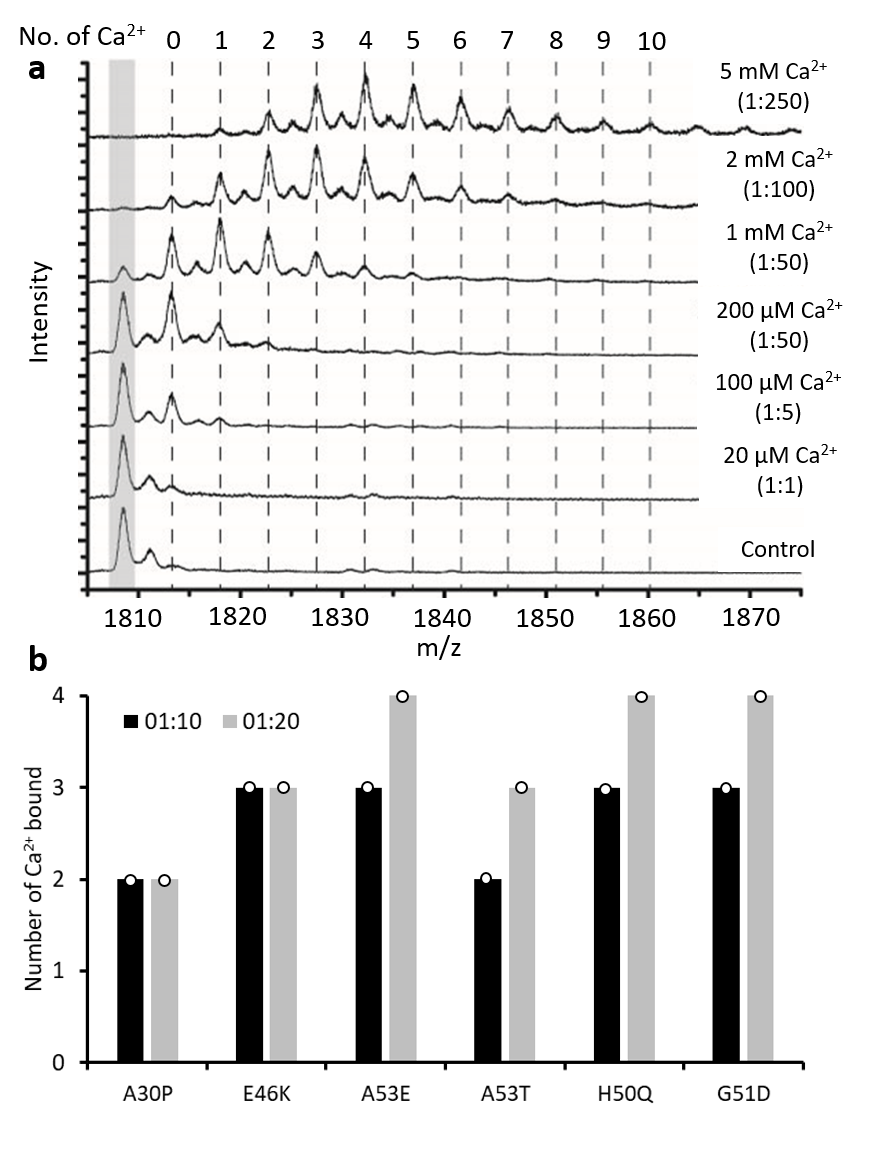 No. of Ca²⁺ 0 1 2 3 4 5 6 7 8 9 10
a
5 mM Ca²⁺
(1:250)
2 mM Ca²⁺
(1:100)
1 mM Ca²⁺
(1:50)
200 µM Ca²⁺
(1:50)
100 µM Ca²⁺
(1:5)
20 µM Ca²⁺
(1:1)
Control
Intensity
1810 1820 1830 1840 1850 1860 1870
m/z
b
Number of Ca²⁺ bound
4
3
2
1
0
01:10 01:20
A30P E46K A53E A53T H50Q G51D